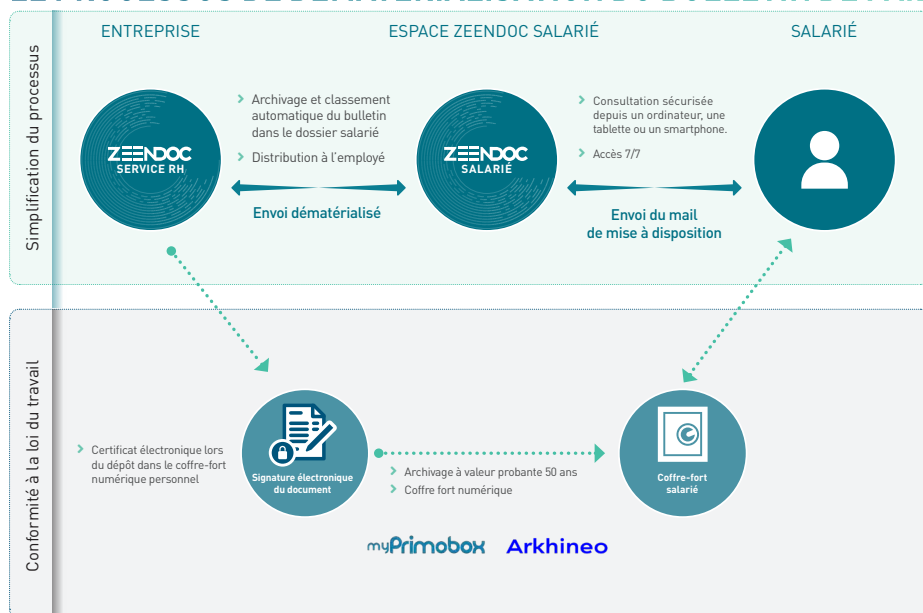 ENTREPRISE
ESPACE ZEENDOC SALARIÉ
SALARIÉ
Simplification du processus
ZEENDOC
SERVICE RH
Archivage et classement
automatique du bulletin
dans le dossier salarié
Distribution à l'employé
Envoi dématérialisé
ZEENDOC
SALARIÉ
Consultation sécurisée
depuis un ordinateur, une
tablette ou un smartphone.
Accès 7/7
Envoi du mail
de mise à disposition
Conformité à la loi du travail
Certificat électronique lors
du dépôt dans le coffre-fort
numérique personnel
Signature électronique
du document
Archivage à valeur probante 50 ans
Coffre fort numérique
Coffre-fort
salarié
myPrimobox
Arkhineo